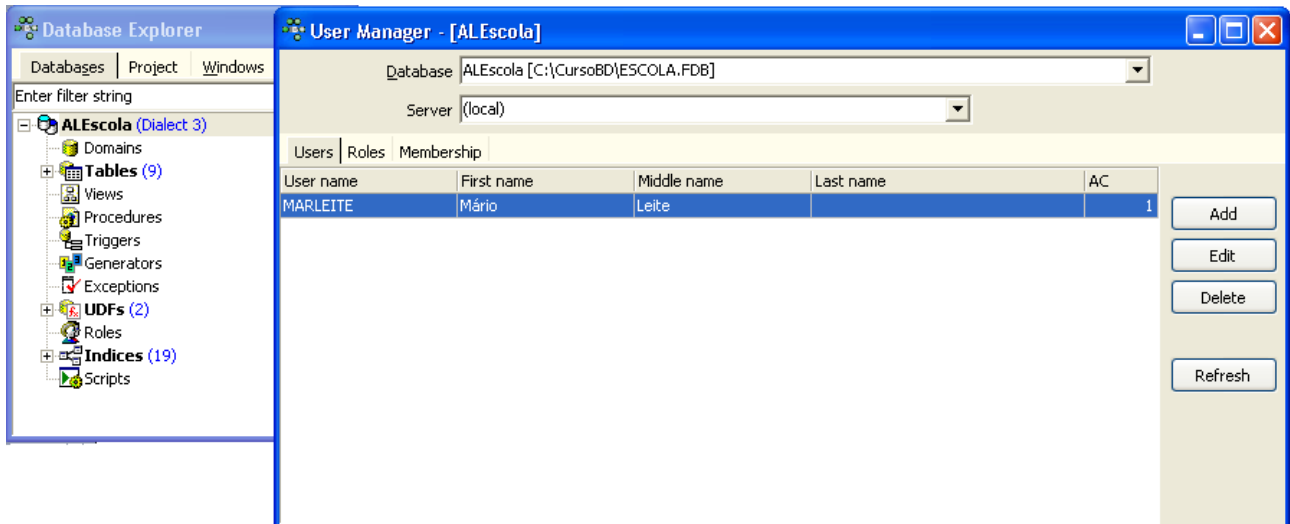 Database Explorer
Databases Project Windows
Enter filter string
ALEscola (Dialect 3)
Domains
Tables (9)
Views
Procedures
Triggers
Generators
Exceptions
UDFs (2)
Roles
Indices (19)
Scripts
User Manager - [ALEscola]
Database ALEscola [C:\CursoBD\ESCOLA.FDB]
Server (local)
Users Roles Membership
User name First name Middle name Last name AC
MARLEITE Mário Leite 1
Add
Edit
Delete
Refresh